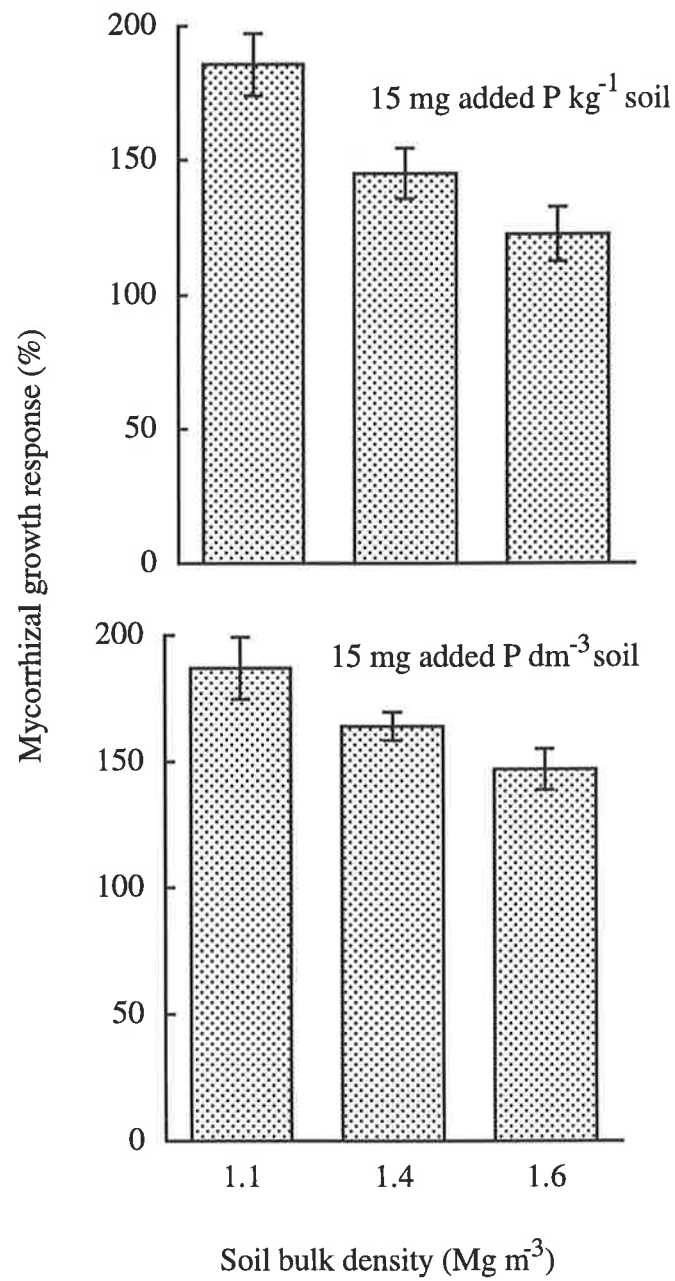 200
15 mg added P kg⁻¹ soil
150
100
50
0
Mycorrhizal growth response (%)
200
15 mg added P dm⁻³ soil
150
100
50
0
1.1 1.4 1.6
Soil bulk density (Mg m⁻³)